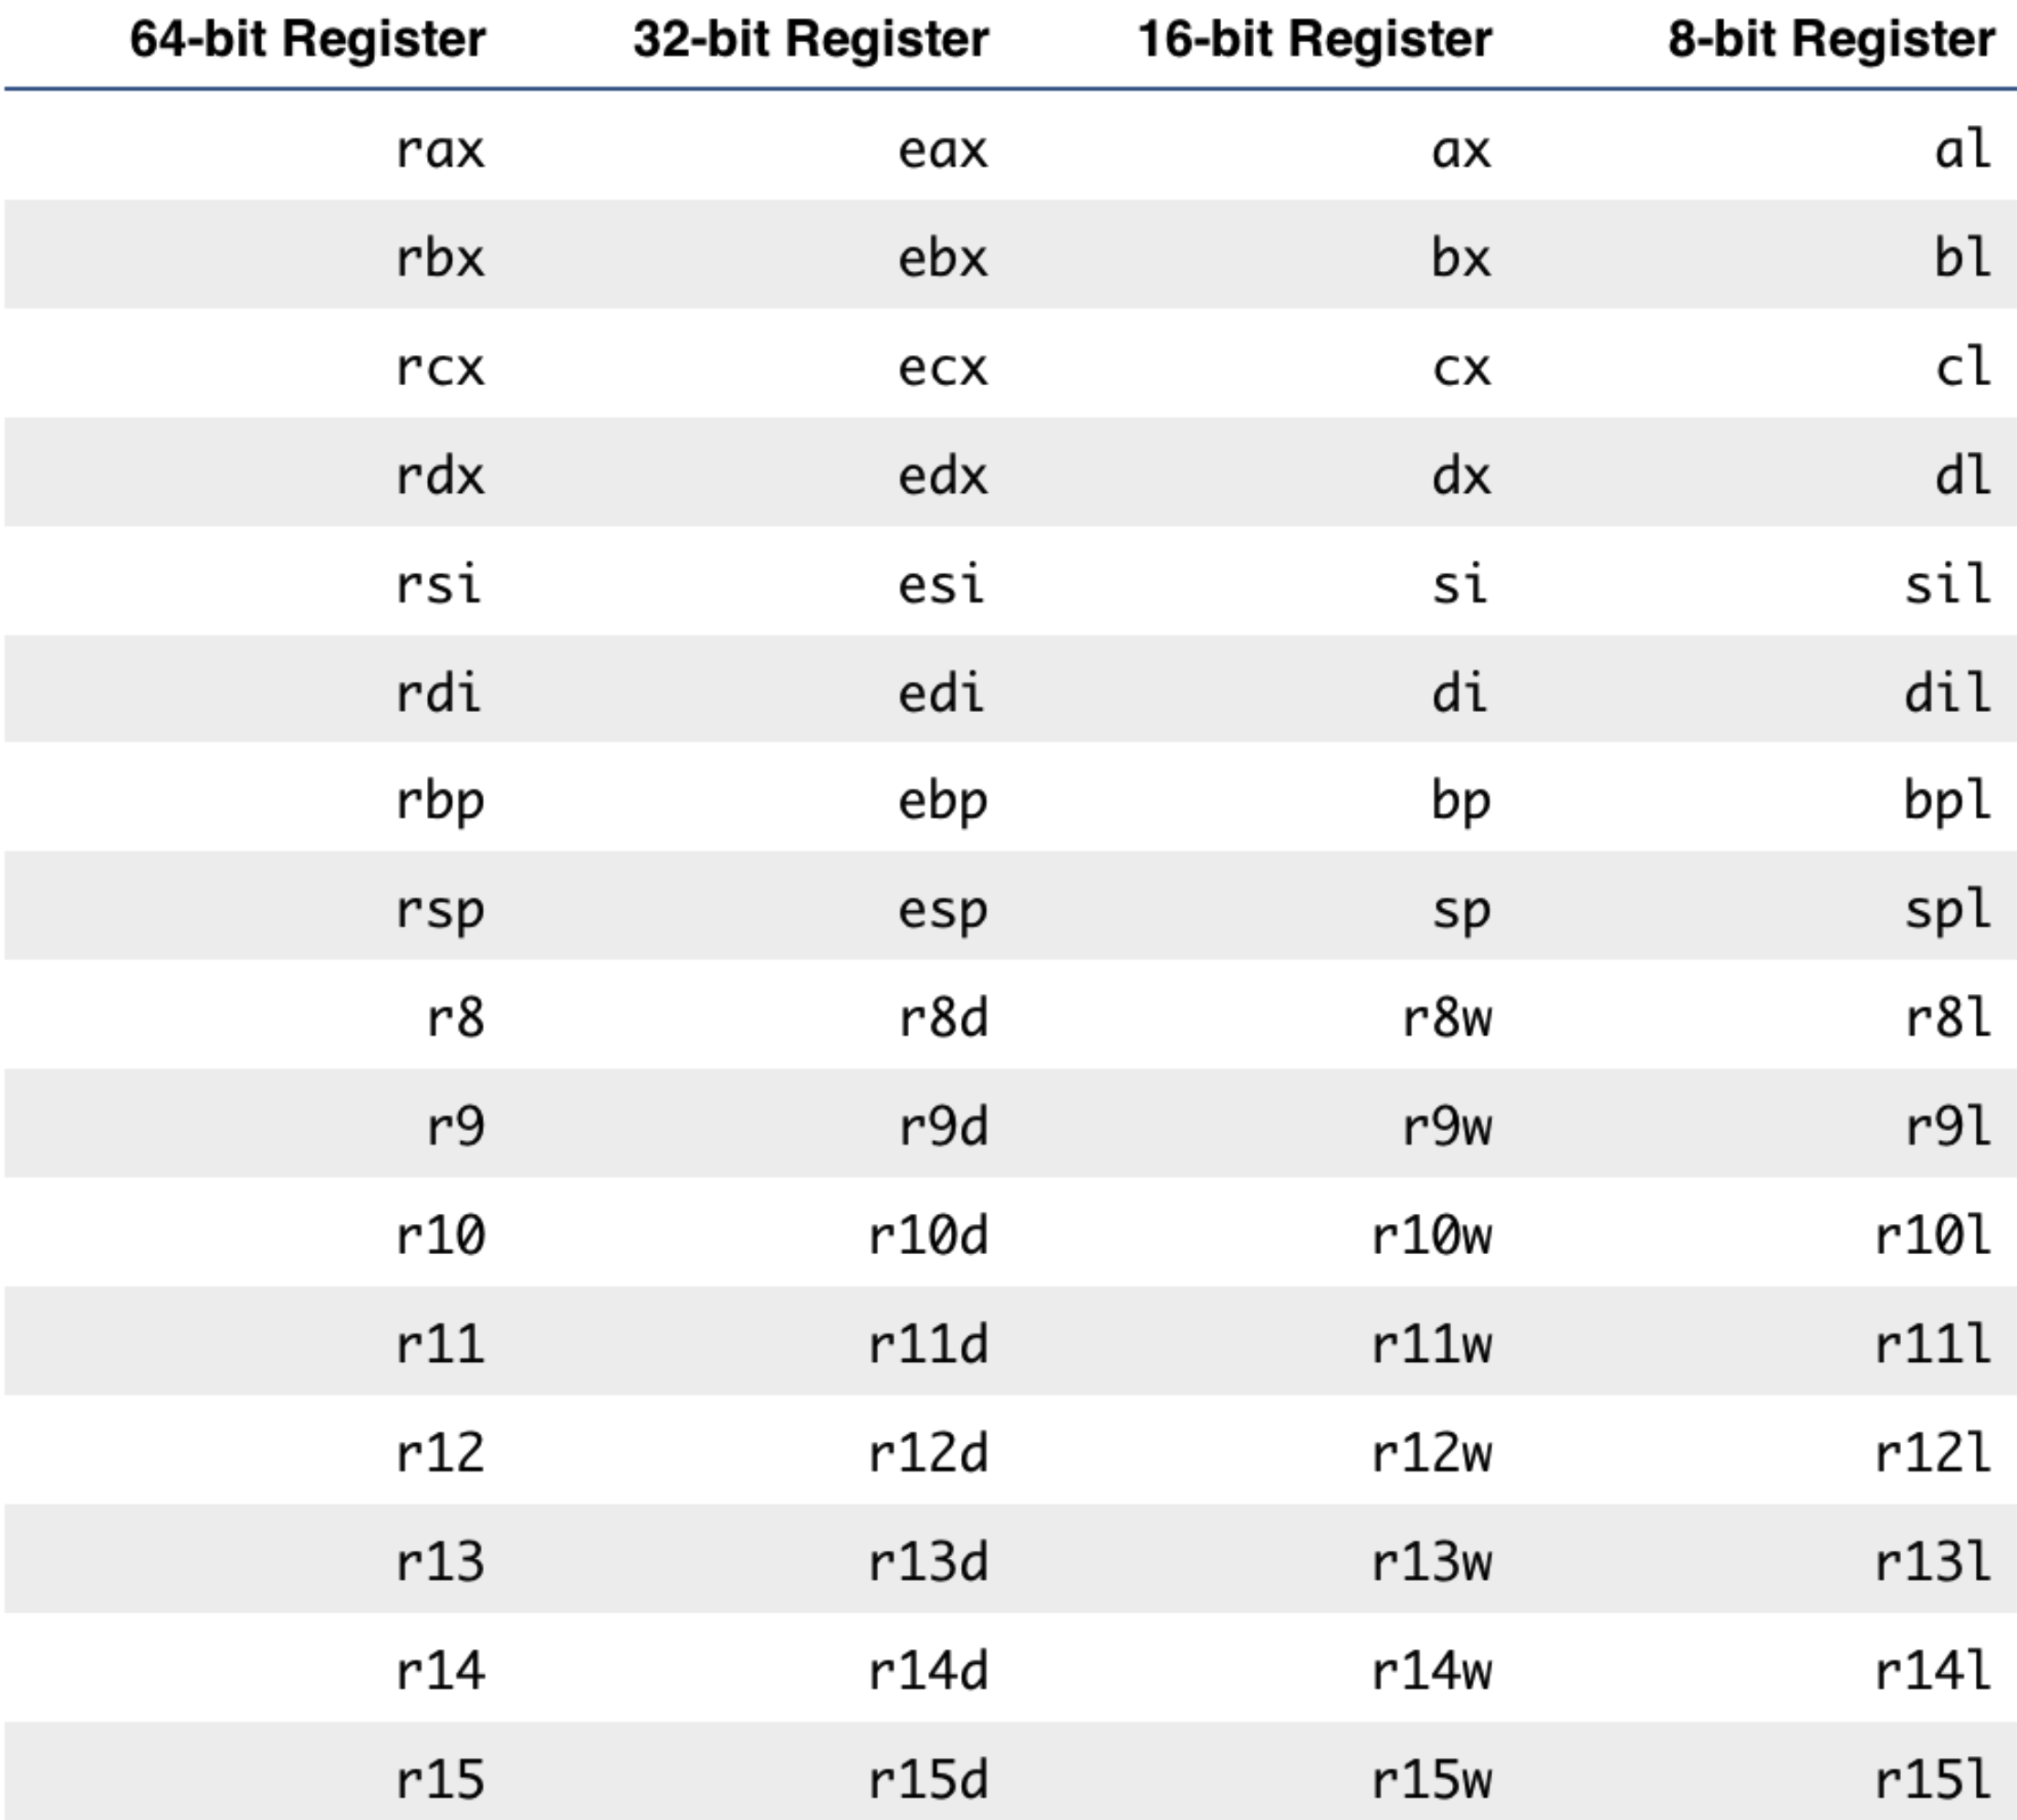 64-bit Register 32-bit Register 16-bit Register 8-bit Register
rax eax ax al
rbx ebx bx bl
rcx ecx cx cl
rdx edx dx dl
rsi esi si sil
rdi edi di dil
rbp ebp bp bpl
rsp esp sp spl
r8 r8d r8w r8l
r9 r9d r9w r9l
r10 r10d r10w r10l
r11 r11d r11w r11l
r12 r12d r12w r12l
r13 r13d r13w r13l
r14 r14d r14w r14l
r15 r15d r15w r15l